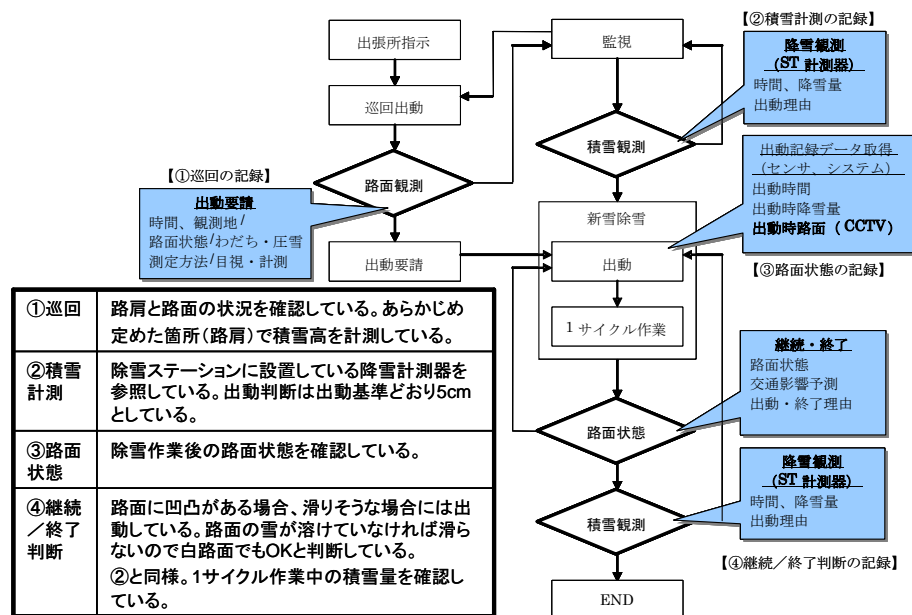 【②積雪計測の記録】
出張所指示
監視
降雪観測
(ST 計測器)
時間、降雪量
出動理由
巡回出動
積雪観測
出動記録データ取得
(センサ、システム)
出動時間
出動時降雪量
出動時路面（CCTV）
【③路面状態の記録】
【①巡回の記録】
路面観測
出動要請
時間、観測地/
路面状態/わだち・圧雪
測定方法/目視・計測
新雪除雪
出動要請
出動
1サイクル作業
①巡回
路肩と路面の状況を確認している。あらかじめ
定めた箇所(路肩)で積雪高を計測している。
②積雪
計測
除雪ステーションに設置している降雪計測器を
参照している。出動判断は出動基準どおり5cm
としている。
③路面
状態
除雪作業後の路面状態を確認している。
④継続
／終了
判断
路面に凹凸がある場合、滑りそうな場合には出
動している。路面の雪が溶けていなければ滑ら
ないので白路面でもOKと判断している。
②と同様。1サイクル作業中の積雪量を確認し
ている。
継続・終了
路面状態
交通影響予測
出動・終了理由
路面状態
降雪観測
(ST 計測器)
時間、降雪量
出動理由
積雪観測
【④継続／終了判断の記録】
END